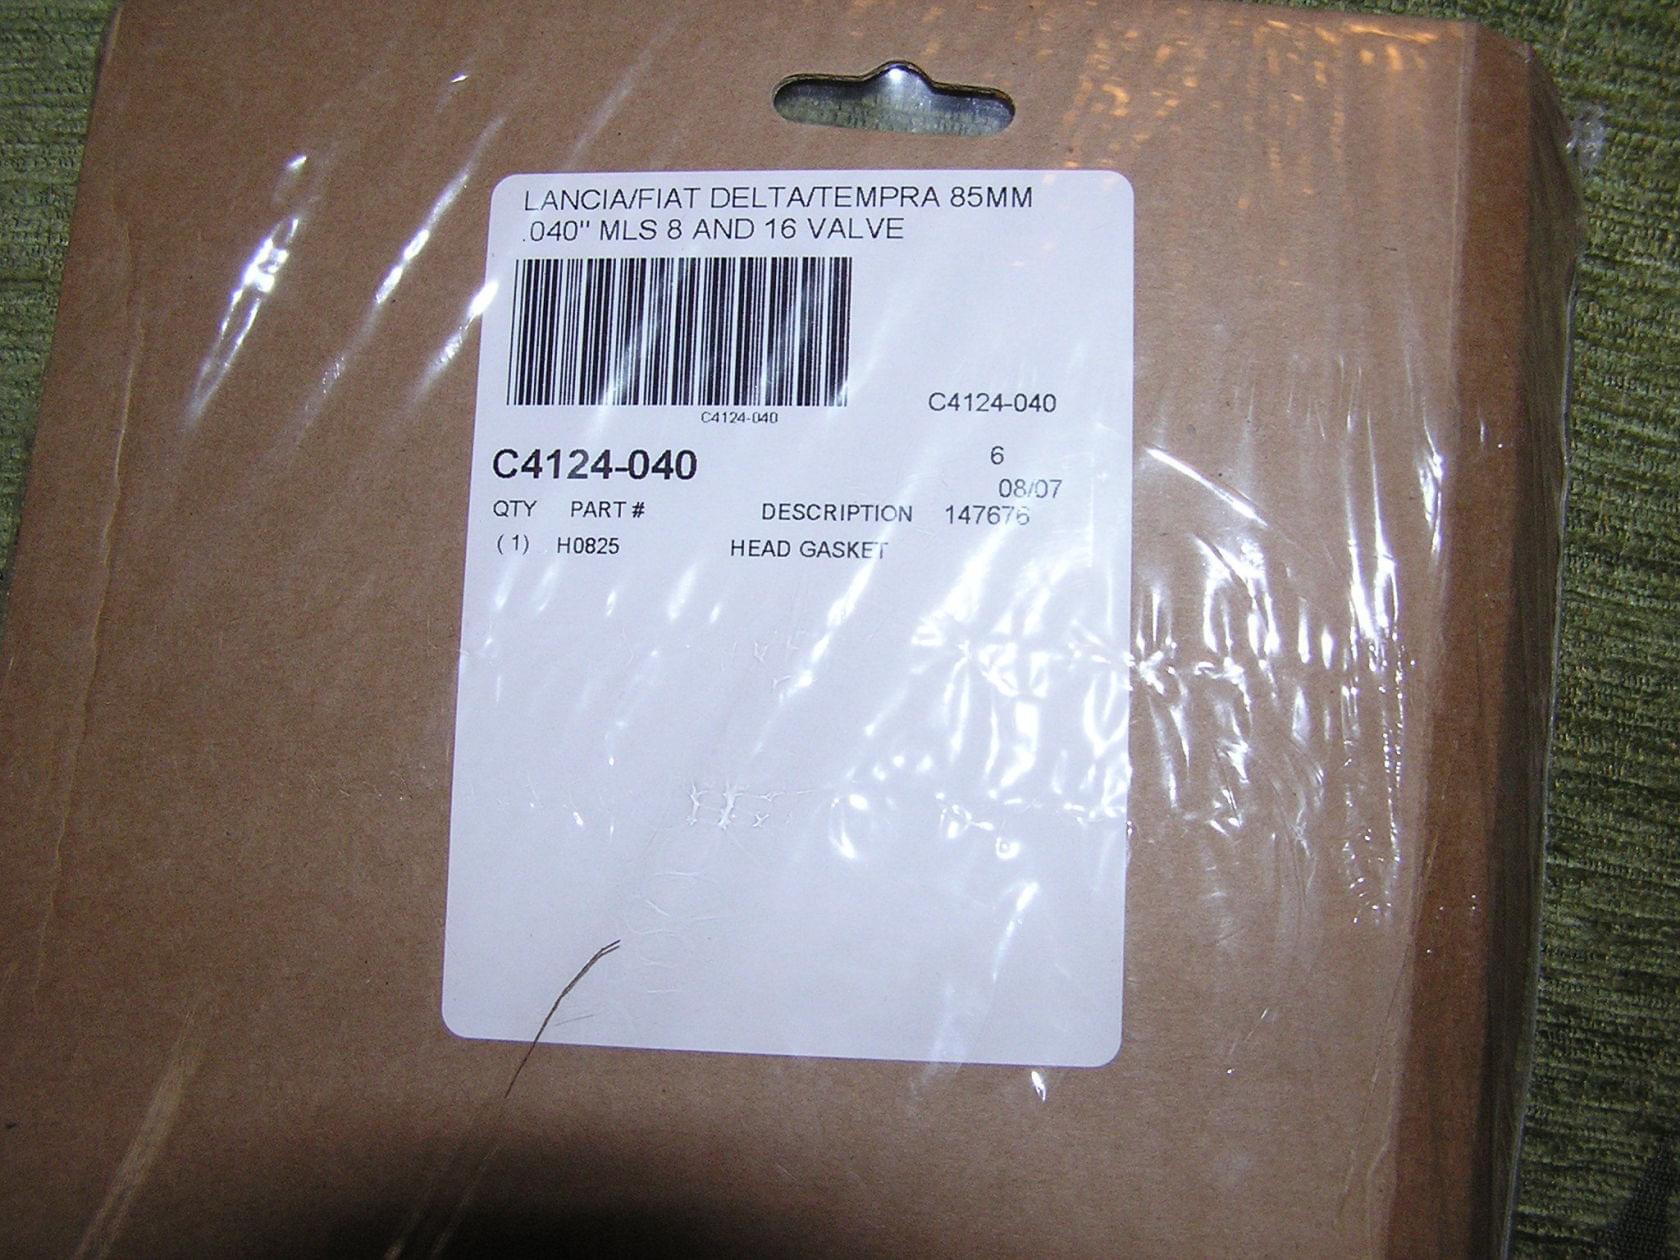 LANCIA/FIAT DELTA/TEMPRA 85MM
.040" MLS 8 AND 16 VALVE
C4124-040
C4124-040
C4124-040
6
08/07
QTY PART # DESCRIPTION 147676
( 1) H0825 HEAD GASKET